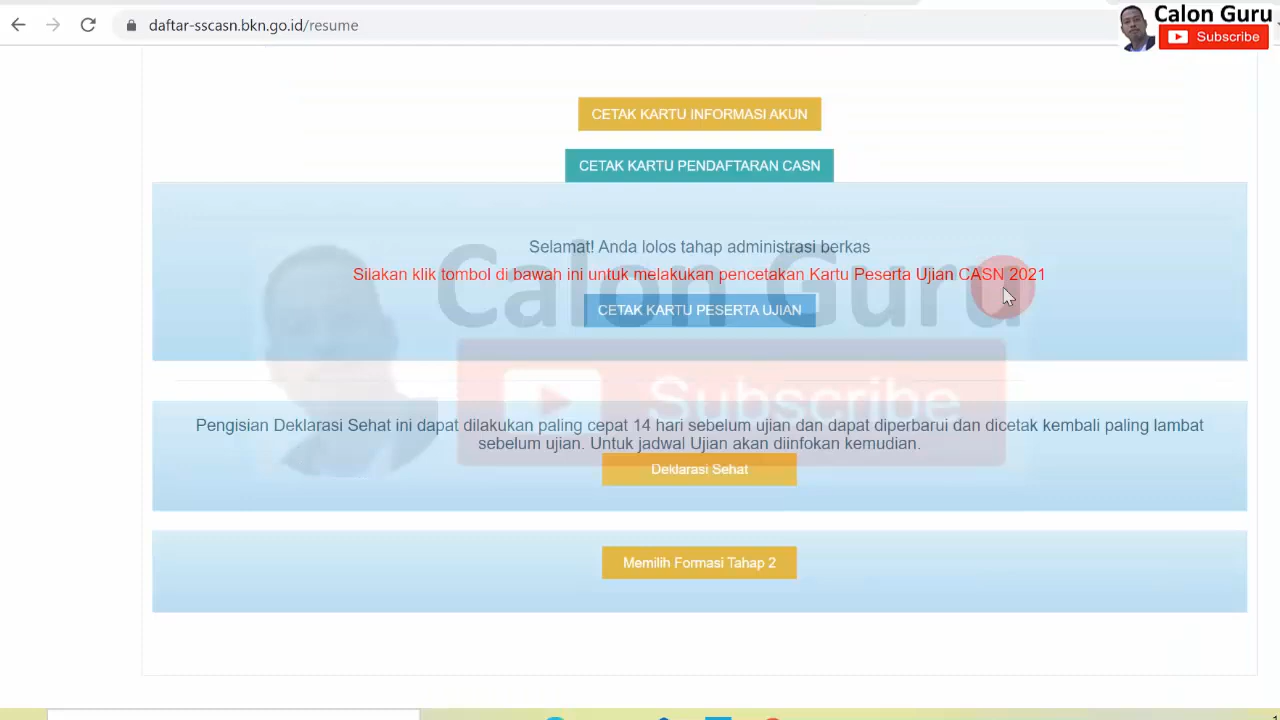 daftar-sscasn.bkn.go.id/resume
Calon Guru
Subscribe
CETAK KARTU INFORMASI AKUN
CETAK KARTU PENDAFTARAN CASN
Selamat! Anda lolos tahap administrasi berkas
Silakan klik tombol di bawah ini untuk melakukan pencetakan Kartu Peserta Ujian CASN 2021
Calon Guru
CETAK KARTU PESERTA UJIAN
Subscribe
Pengisian Deklarasi Sehat ini dapat dilakukan paling cepat 14 hari sebelum ujian dan dapat diperbarui dan dicetak kembali paling lambat
sebelum ujian. Untuk jadwal Ujian akan diinfokan kemudian.
Deklarasi Sehat
Memilih Formasi Tahap 2